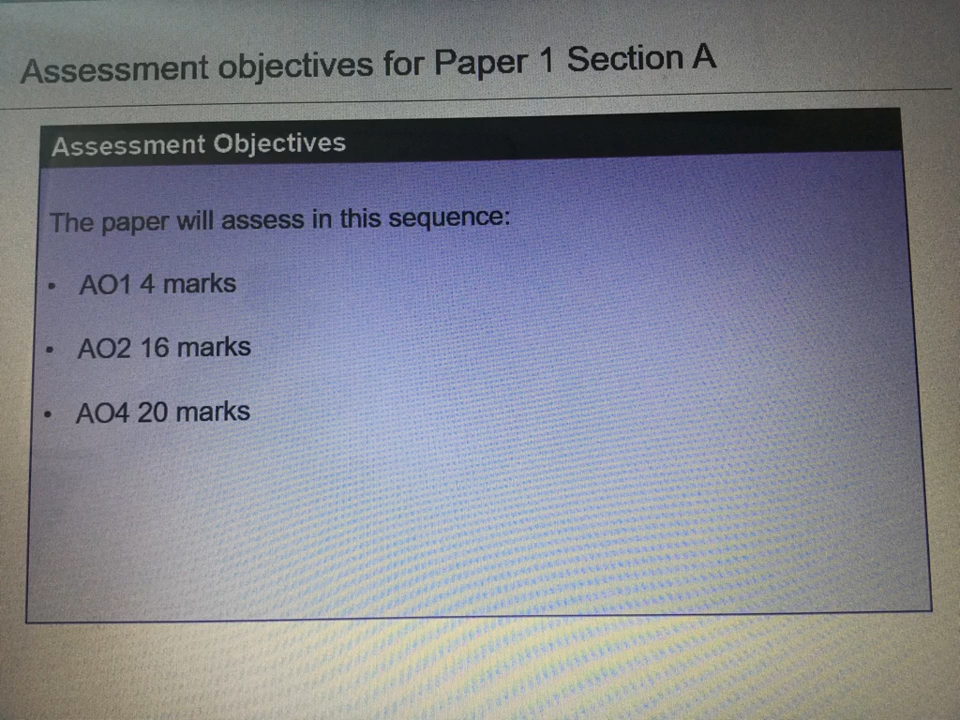 Assessment objectives for Paper 1 Section A
Assessment Objectives
The paper will assess in this sequence:
• AO1 4 marks
• AO2 16 marks
• AO4 20 marks